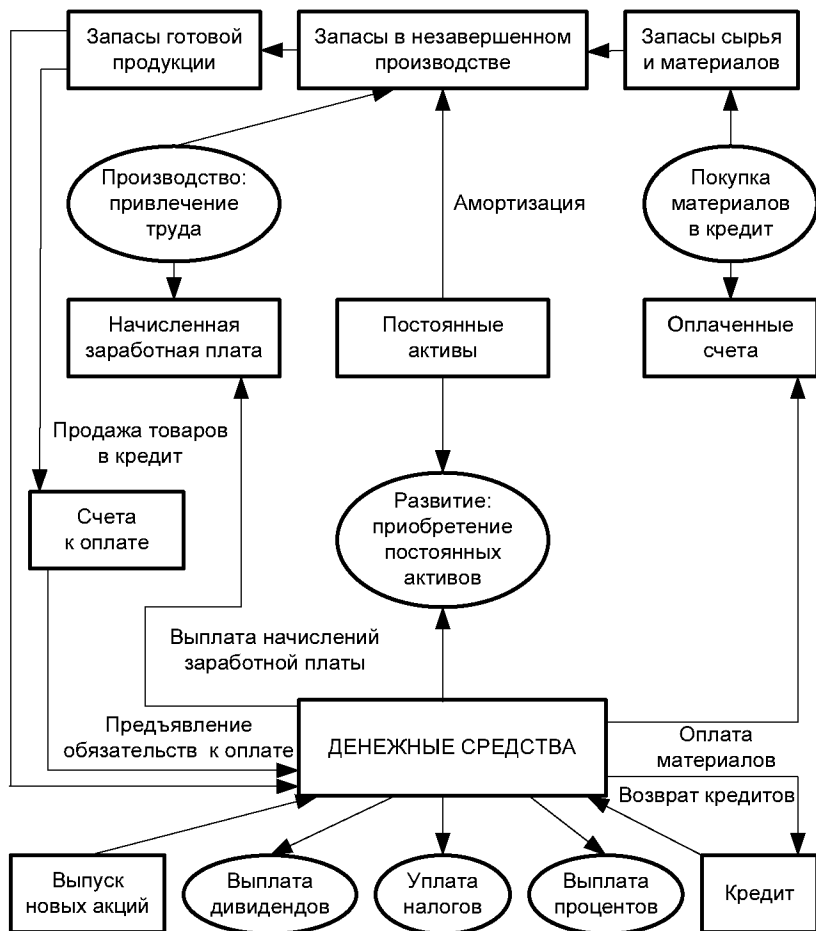 Запасы готовой
продукции
Запасы в незавершенном
производстве
Запасы сырья
и материалов
Производство:
привлечение
труда
Амортизация
Покупка
материалов
в кредит
Начисленная
заработная плата
Постоянные
активы
Оплаченные
счета
Продажа товаров
в кредит
Счета
к оплате
Развитие:
приобретение
постоянных
активов
Выплата начислений
заработной платы
Предъявление
обязательств к оплате
ДЕНЕЖНЫЕ СРЕДСТВА
Оплата
материалов
Возврат кредитов
Выпуск
новых акций
Выплата
дивидендов
Уплата
налогов
Выплата
процентов
Кредит